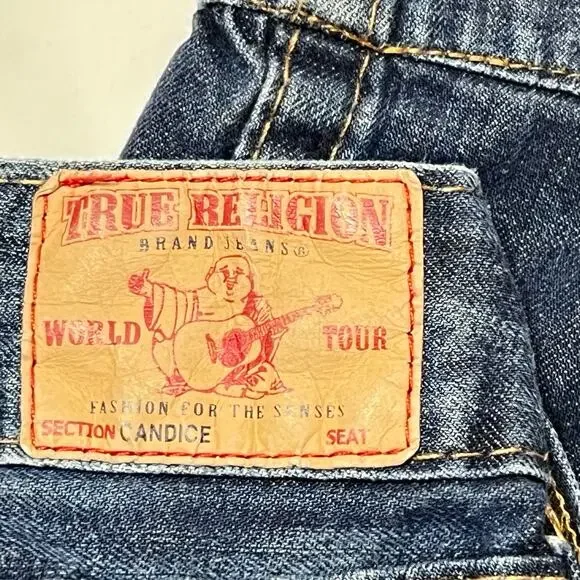 TRUE RELIGION
BRAND JEANS®
WORLD TOUR
FASHION FOR THE SENSES
SECTION CANDICE SEAT